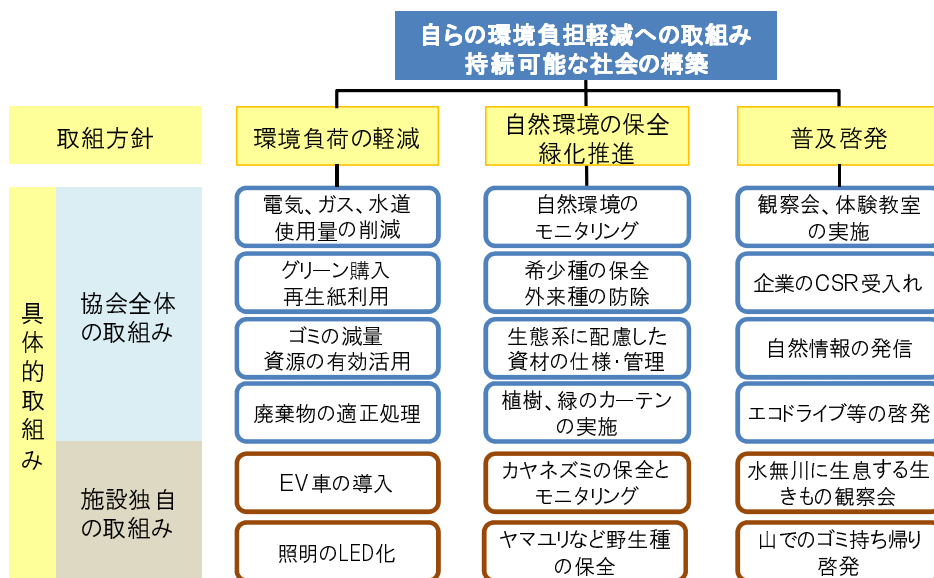 自らの環境負担軽減への取組み
持続可能な社会の構築
取組方針
環境負荷の軽減
自然環境の保全
緑化推進
普及啓発
具体的取組み
協会全体
の取組み
電気、ガス、水道
使用量の削減
グリーン購入
再生紙利用
ゴミの減量
資源の有効活用
廃棄物の適正処理
自然環境の
モニタリング
希少種の保全
外来種の防除
生態系に配慮した
資材の仕様・管理
植樹、緑のカーテン
の実施
観察会、体験教室
の実施
企業のCSR受入れ
自然情報の発信
エコドライブ等の啓発
施設独自
の取組み
EV車の導入
照明のLED化
カヤネズミの保全と
モニタリング
ヤマユリなど野生種
の保全
水無川に生息する生
きもの観察会
山でのゴミ持ち帰り
啓発